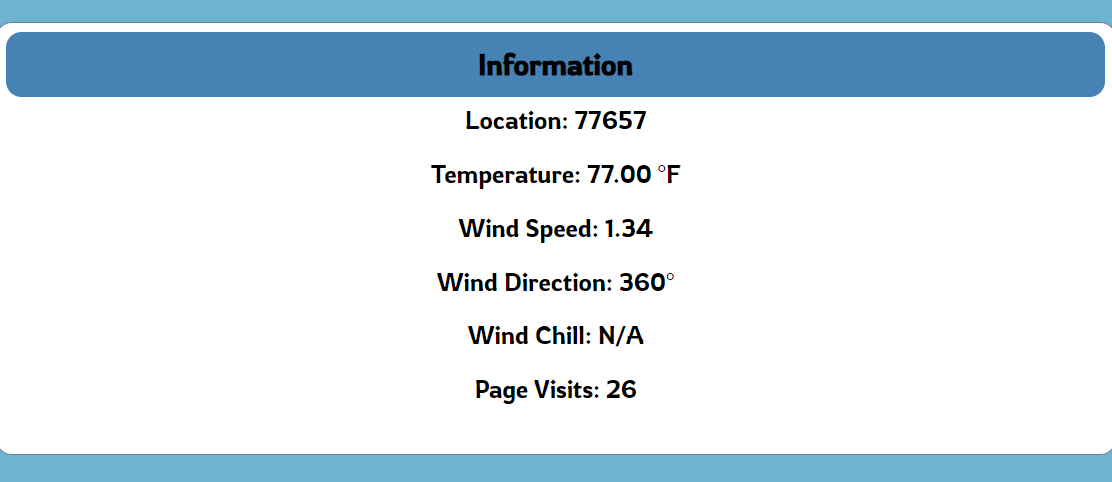 Information
Location: 77657
Temperature: 77.00 °F
Wind Speed: 1.34
Wind Direction: 360°
Wind Chill: N/A
Page Visits: 26